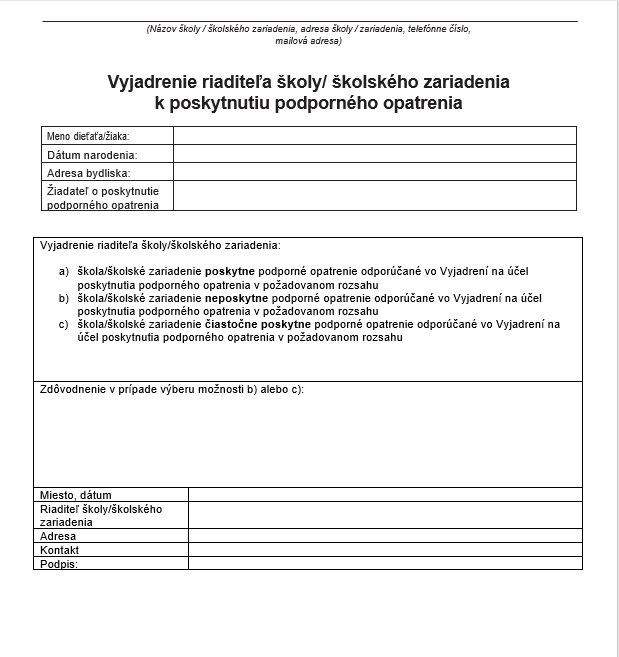 (Názov školy / školského zariadenia, adresa školy / zariadenia, telefónne číslo,
mailová adresa)
Vyjadrenie riaditeľa školy/ školského zariadenia
k poskytnutiu podporného opatrenia
Meno dieťaťa/žiaka:
Dátum narodenia:
Adresa bydliska:
Žiadateľ o poskytnutie
podporného opatrenia
Vyjadrenie riaditeľa školy/školského zariadenia:
a) škola/školské zariadenie poskytne podporné opatrenie odporúčané vo Vyjadrení na účel
poskytnutia podporného opatrenia v požadovanom rozsahu
b) škola/školské zariadenie neposkytne podporné opatrenie odporúčané vo Vyjadrení na účel
poskytnutia podporného opatrenia v požadovanom rozsahu
c) škola/školské zariadenie čiastočne poskytne podporné opatrenie odporúčané vo Vyjadrení na
účel poskytnutia podporného opatrenia v požadovanom rozsahu
Zdôvodnenie v prípade výberu možnosti b) alebo c):
Miesto, dátum
Riaditeľ školy/školského
zariadenia
Adresa
Kontakt
Podpis: